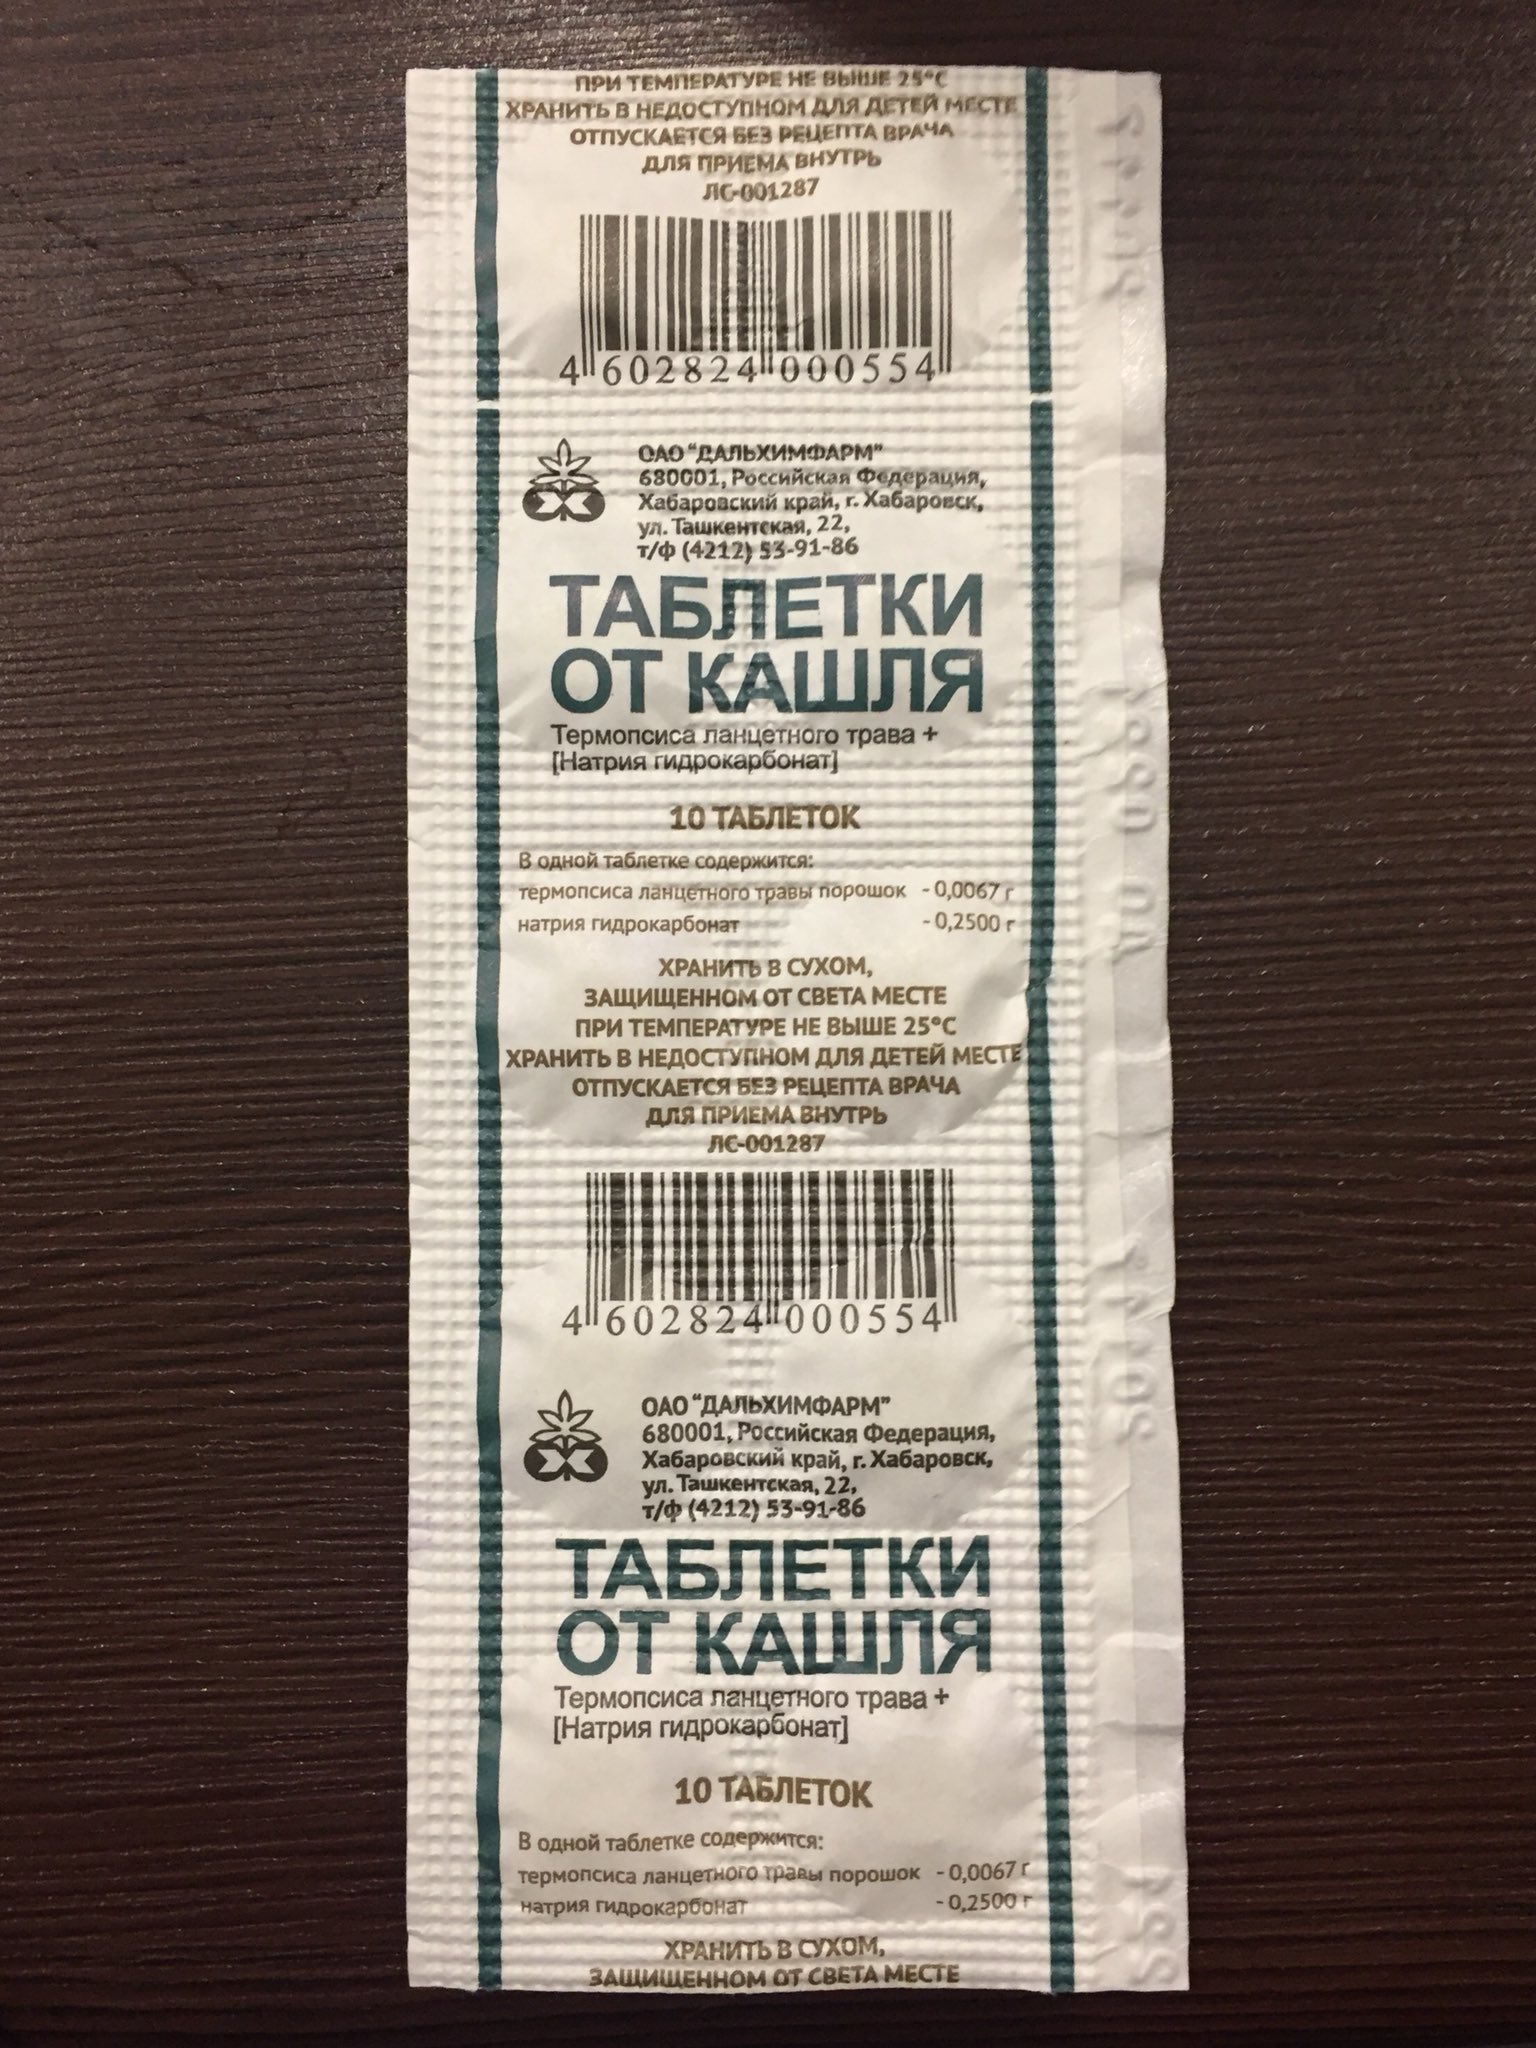 ПРИ ТЕМПЕРАТУРЕ НЕ ВЫШЕ 25°С
ХРАНИТЬ В НЕДОСТУПНОМ ДЛЯ ДЕТЕЙ МЕСТЕ
ОТПУСКАЕТСЯ БЕЗ РЕЦЕПТА ВРАЧА
ДЛЯ ПРИЕМА ВНУТРЬ
ЛС-001287
4 602824 000554
ОАО "ДАЛЬХИМФАРМ"
680001, Российская Федерация,
Хабаровский край, г. Хабаровск,
ул. Ташкентская, 22,
т/ф (4212) 53-91-86
ТАБЛЕТКИ
ОТ КАШЛЯ
Термопсиса ланцетного трава +
[Натрия гидрокарбонат]
10 ТАБЛЕТОК
В одной таблетке содержится:
термопсиса ланцетного травы порошок - 0,0067 г
натрия гидрокарбонат - 0,2500 г
ХРАНИТЬ В СУХОМ,
ЗАЩИЩЕННОМ ОТ СВЕТА МЕСТЕ
ПРИ ТЕМПЕРАТУРЕ НЕ ВЫШЕ 25°С
ХРАНИТЬ В НЕДОСТУПНОМ ДЛЯ ДЕТЕЙ МЕСТЕ
ОТПУСКАЕТСЯ БЕЗ РЕЦЕПТА ВРАЧА
ДЛЯ ПРИЕМА ВНУТРЬ
ЛС-001287
4 602824 000554
ОАО "ДАЛЬХИМФАРМ"
680001, Российская Федерация,
Хабаровский край, г. Хабаровск,
ул. Ташкентская, 22,
т/ф (4212) 53-91-86
ТАБЛЕТКИ
ОТ КАШЛЯ
Термопсиса ланцетного трава +
[Натрия гидрокарбонат]
10 ТАБЛЕТОК
В одной таблетке содержится:
термопсиса ланцетного травы порошок - 0,0067 г
натрия гидрокарбонат - 0,2500 г
ХРАНИТЬ В СУХОМ,
ЗАЩИЩЕННОМ ОТ СВЕТА МЕСТЕ